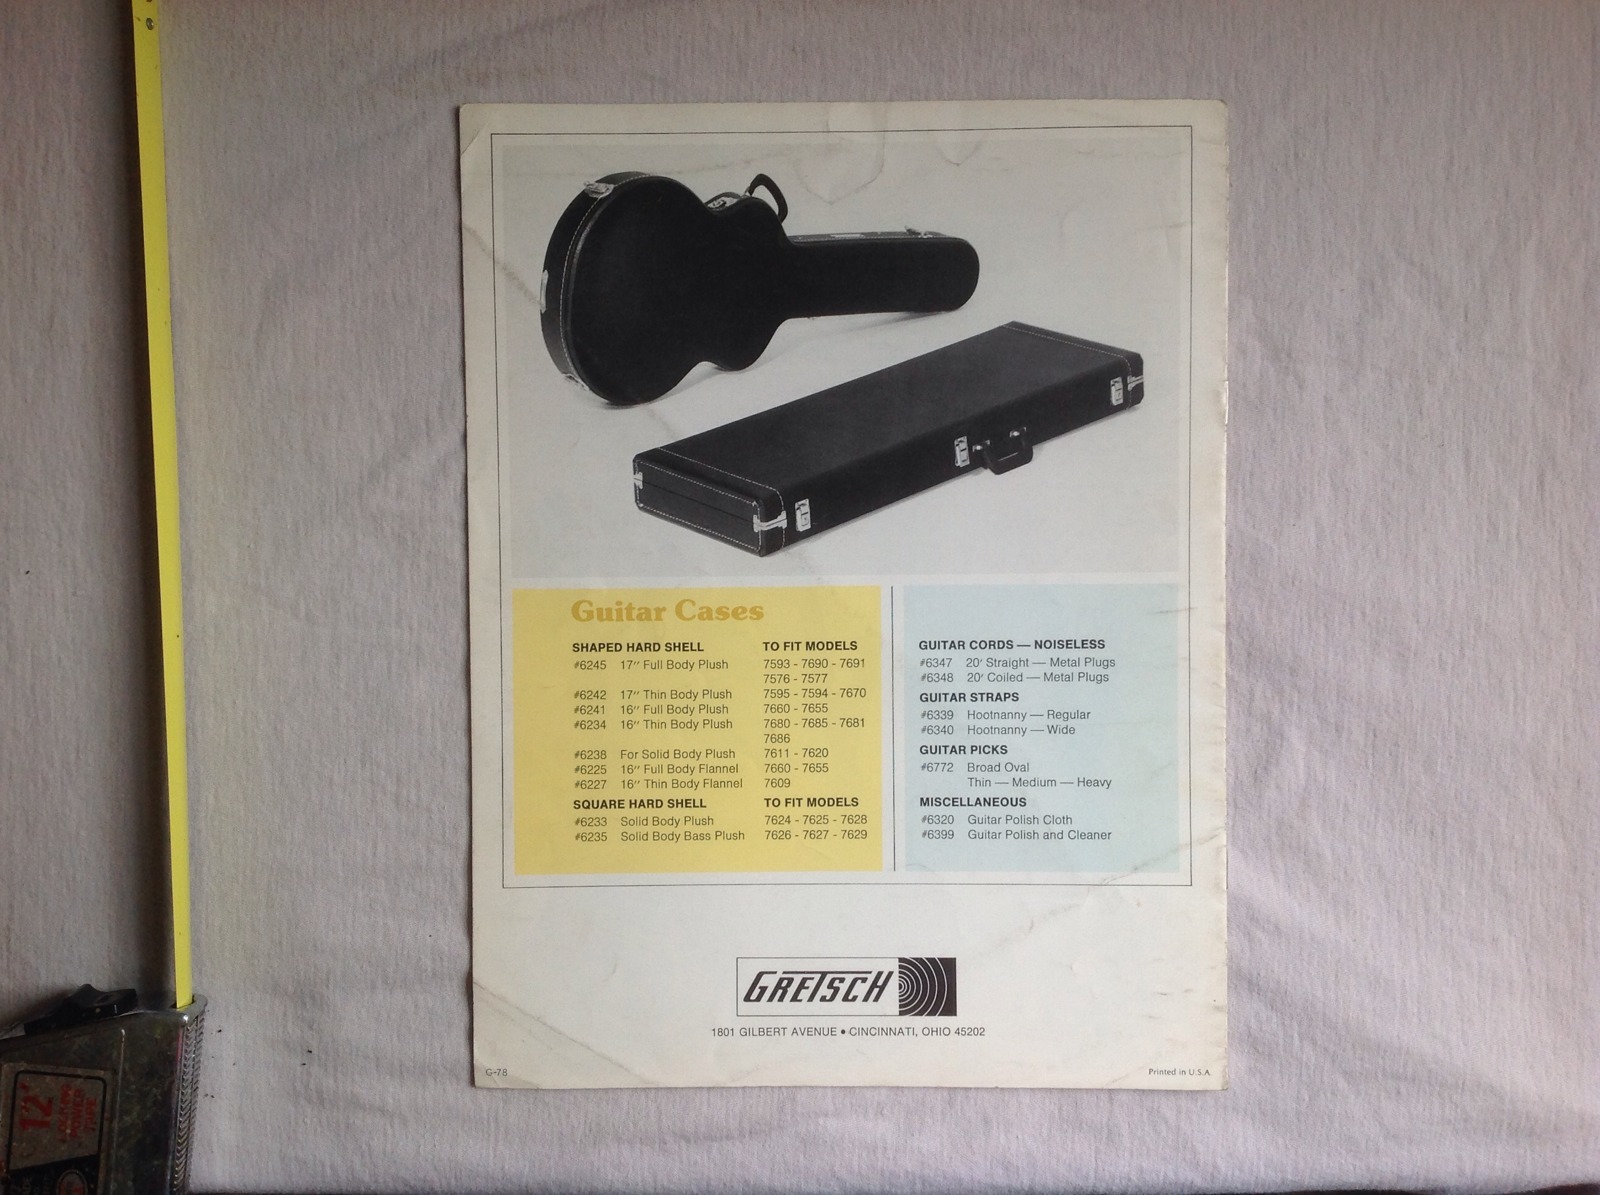 Guitar Cases
SHAPED HARD SHELL TO FIT MODELS
#6245 17″ Full Body Plush 7593 - 7690 - 7691
7576 - 7577
#6242 17″ Thin Body Plush 7595 - 7594 - 7670
#6241 16″ Full Body Plush 7660 - 7655
#6234 16″ Thin Body Plush 7680 - 7685 - 7681
7686
#6238 For Solid Body Plush 7611 - 7620
#6225 16″ Full Body Flannel 7660 - 7655
#6227 16″ Thin Body Flannel 7609
SQUARE HARD SHELL TO FIT MODELS
#6233 Solid Body Plush 7624 - 7625 - 7628
#6235 Solid Body Bass Plush 7626 - 7627 - 7629
GUITAR CORDS — NOISELESS
#6347 20′ Straight — Metal Plugs
#6348 20′ Coiled — Metal Plugs
GUITAR STRAPS
#6339 Hootnanny — Regular
#6340 Hootnanny — Wide
GUITAR PICKS
#6772 Broad Oval
Thin — Medium — Heavy
MISCELLANEOUS
#6320 Guitar Polish Cloth
#6399 Guitar Polish and Cleaner
GRETSCH
1801 GILBERT AVENUE • CINCINNATI, OHIO 45202
G-78
Printed in U.S.A.
12'
POWER
TAPE